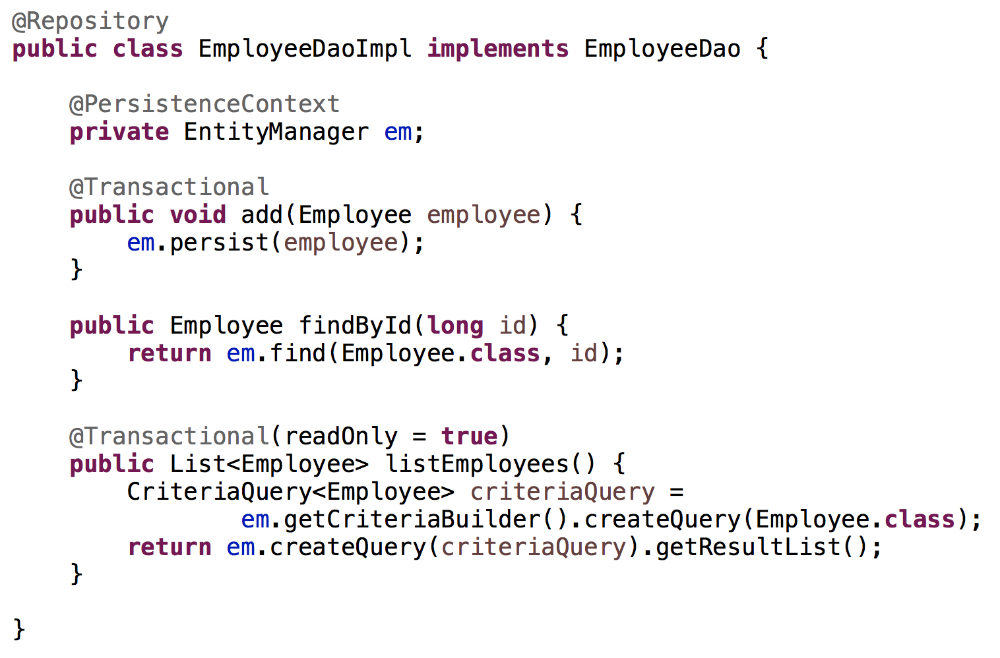 @Repository
public class EmployeeDaoImpl implements EmployeeDao {
@PersistenceContext
private EntityManager em;
@Transactional
public void add(Employee employee) {
em.persist(employee);
}
public Employee findById(long id) {
return em.find(Employee.class, id);
}
@Transactional(readOnly = true)
public List<Employee> listEmployees() {
CriteriaQuery<Employee> criteriaQuery =
em.getCriteriaBuilder().createQuery(Employee.class);
return em.createQuery(criteriaQuery).getResultList();
}
}